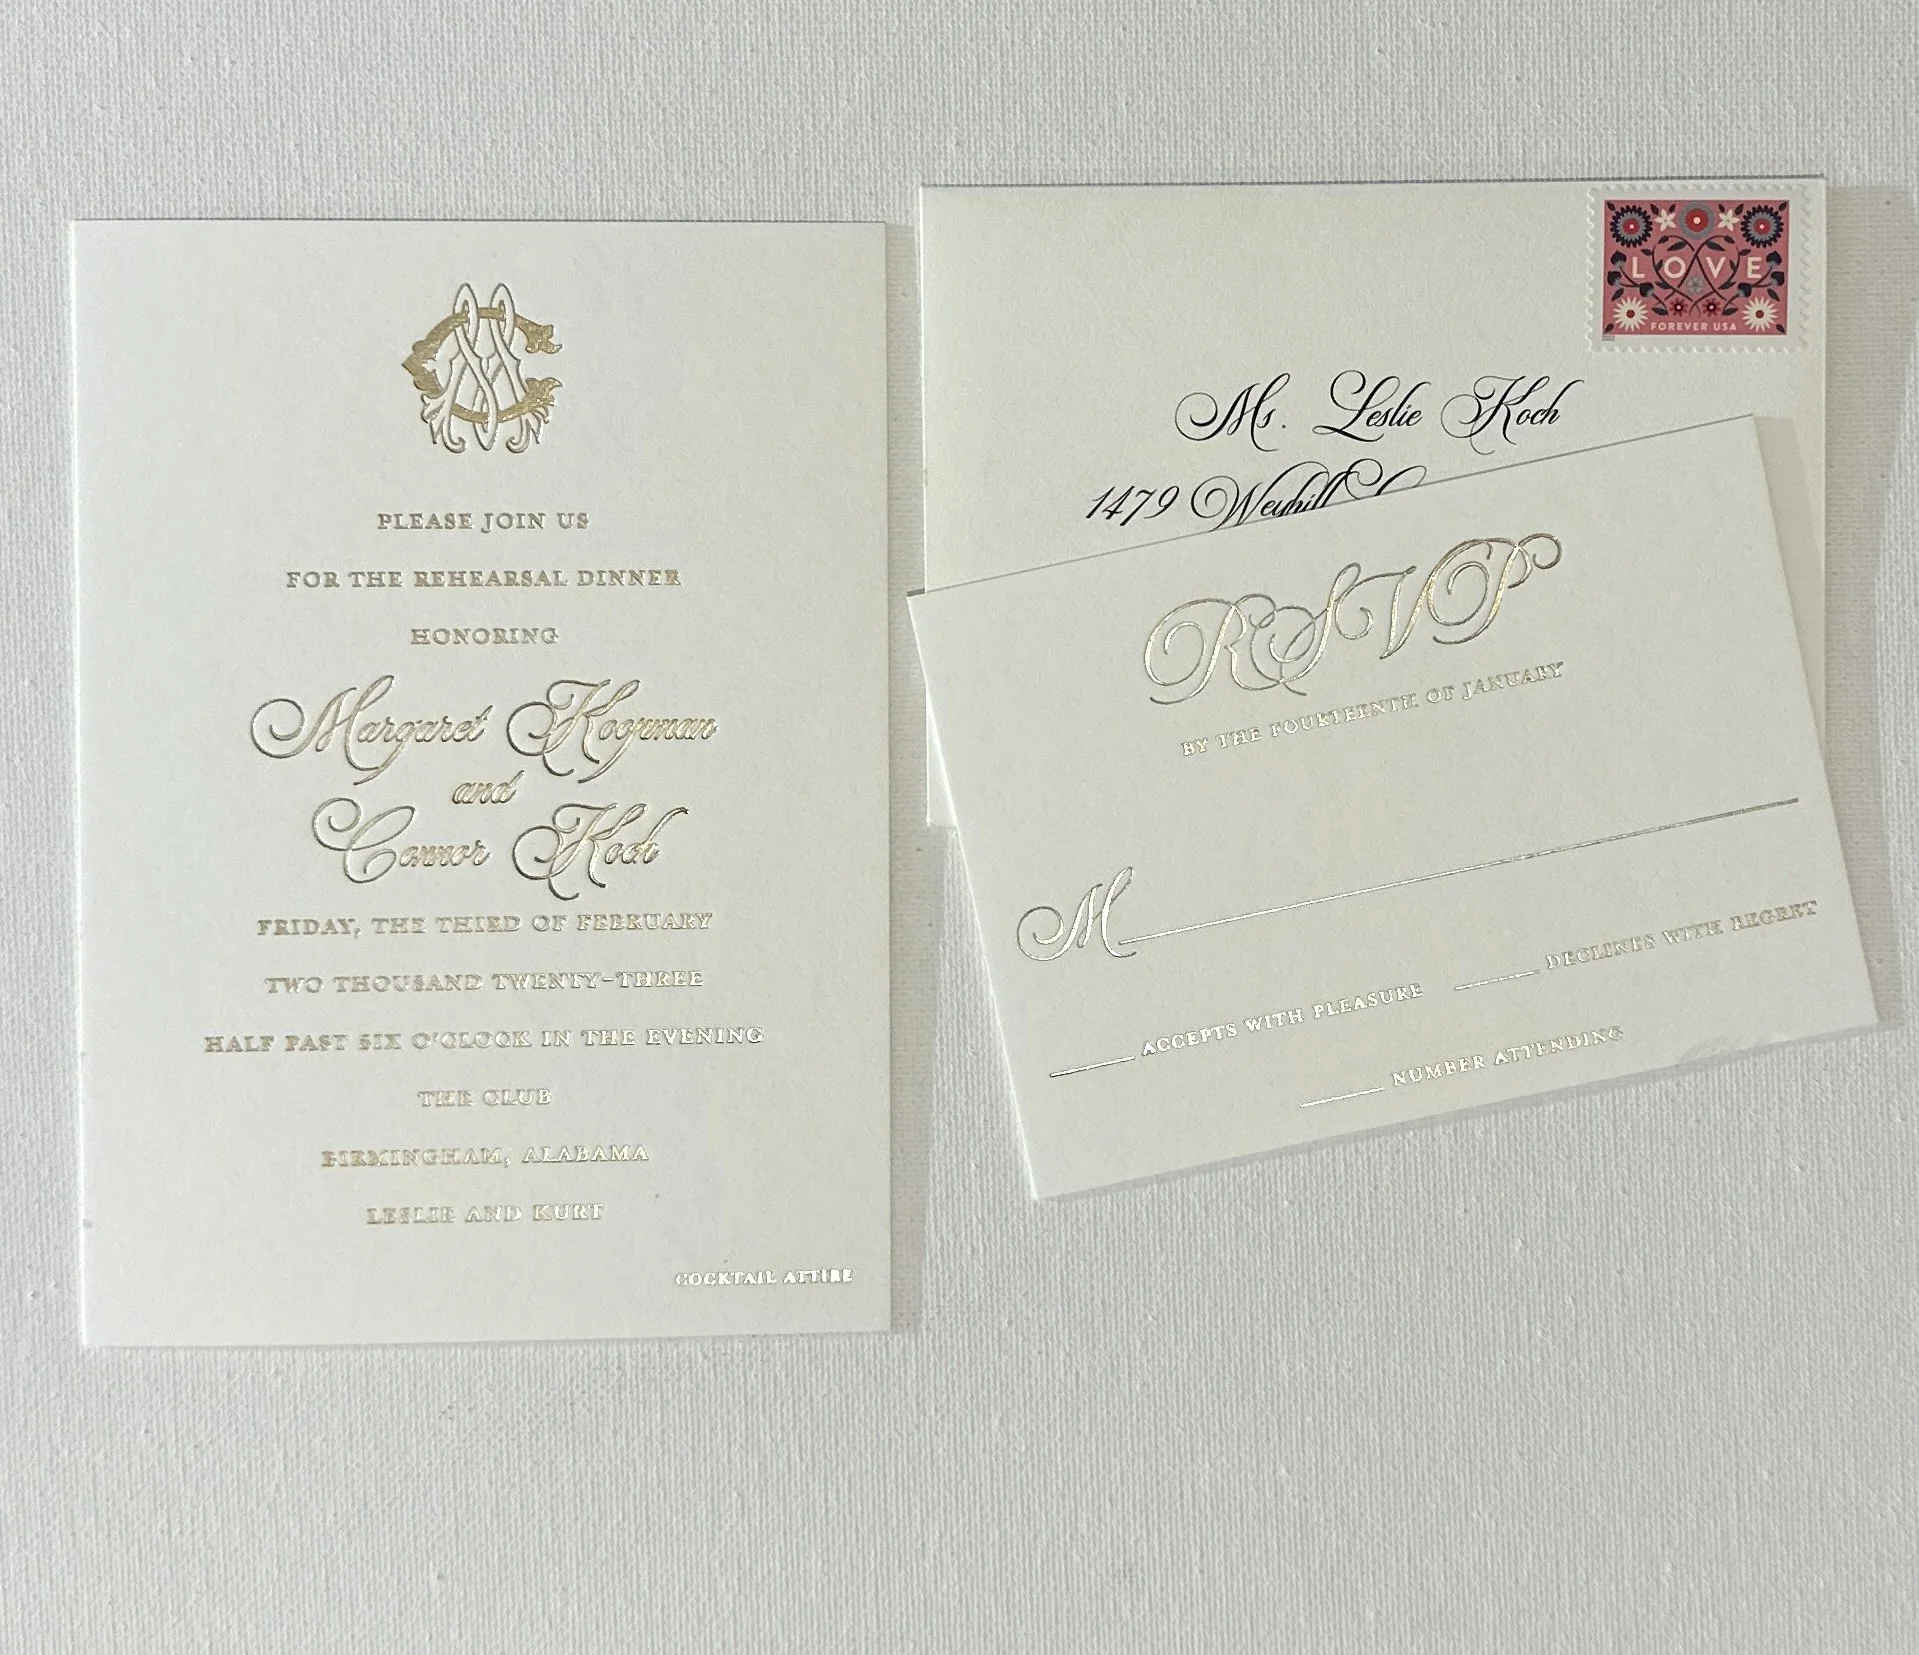 PLEASE JOIN US
FOR THE REHEARSAL DINNER
HONORING
Margaret Koopman
and
Connor Koch
FRIDAY, THE THIRD OF FEBRUARY
TWO THOUSAND TWENTY-THREE
HALF PAST SIX O'CLOCK IN THE EVENING
THE CLUB
BIRMINGHAM, ALABAMA
LESLIE AND KURT
COCKTAIL ATTIRE
LOVE
FOREVER USA
Ms. Leslie Koch
1479 Weyhill
RSVP
BY THE FOURTEENTH OF JANUARY
M
ACCEPTS WITH PLEASURE DECLINES WITH REGRET
NUMBER ATTENDING